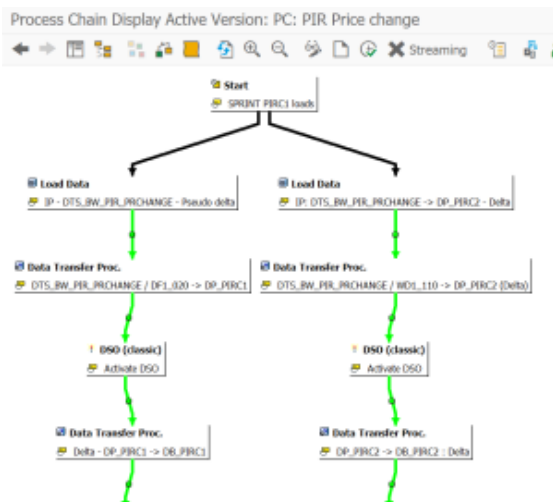 Process Chain Display Active Version: PC: PIR Price change
Streaming
Start
SPRINT PIRC1 loads
Load Data
IP - DTS_BW_PIR_PRCHANGE - Pseudo delta
Load Data
IP: DTS_BW_PIR_PRCHANGE -> DP_PIRC2 - Delta
Data Transfer Proc.
DTS_BW_PIR_PRCHANGE / DF1_020 -> DP_PIRC1
Data Transfer Proc.
DTS_BW_PIR_PRCHANGE / WD1_110 -> DP_PIRC2 (Delta)
! DSO (classic)
Activate DSO
! DSO (classic)
Activate DSO
Data Transfer Proc.
Delta - DP_PIRC1 -> DB_PIRC1
Data Transfer Proc.
DP_PIRC2 -> DB_PIRC2 : Delta